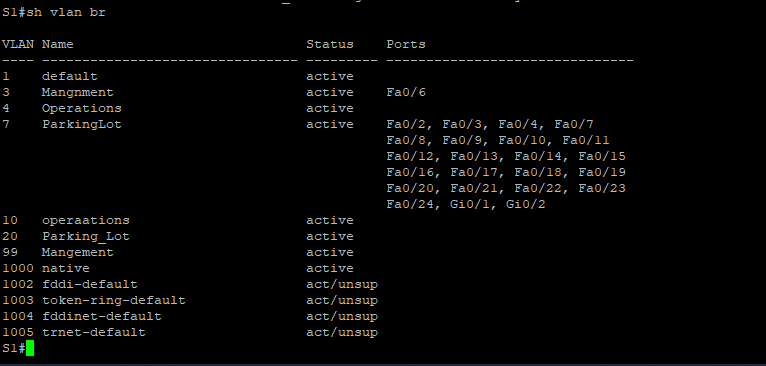 S1#sh vlan br
VLAN Name                             Status    Ports
---- -------------------------------- --------- -------------------------------
1    default                          active
3    Mangnment                        active    Fa0/6
4    Operations                       active
7    ParkingLot                       active    Fa0/2, Fa0/3, Fa0/4, Fa0/7
                                                Fa0/8, Fa0/9, Fa0/10, Fa0/11
                                                Fa0/12, Fa0/13, Fa0/14, Fa0/15
                                                Fa0/16, Fa0/17, Fa0/18, Fa0/19
                                                Fa0/20, Fa0/21, Fa0/22, Fa0/23
                                                Fa0/24, Gi0/1, Gi0/2
10   operaations                      active
20   Parking_Lot                      active
99   Mangement                        active
1000 native                           active
1002 fddi-default                     act/unsup
1003 token-ring-default               act/unsup
1004 fddinet-default                  act/unsup
1005 trnet-default                    act/unsup
S1#